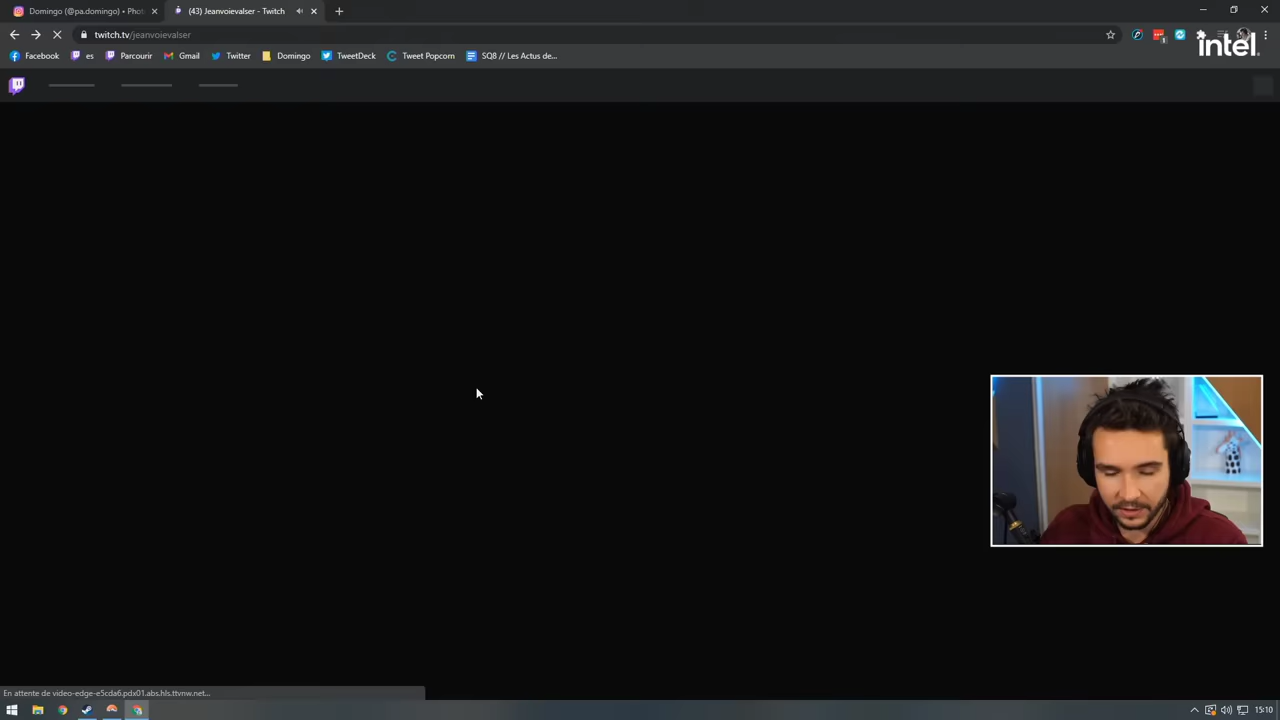 Domingo (@pa.domingo) • Phot
(43) Jeanvoievalser - Twitch
twitch.tv/jeanvoievalser
intel.
Facebook
es
Parcourir
Gmail
Twitter
Domingo
TweetDeck
Tweet Popcorn
SQ8 // Les Actus de...
En attente de video-edge-e5cda6.pdx01.abs.hls.ttvnw.net...
15:10